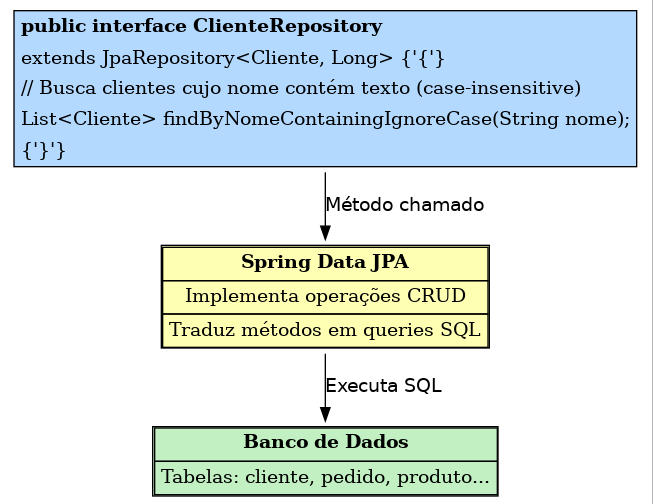 public interface ClienteRepository
extends JpaRepository<Cliente, Long> {'{'}
// Busca clientes cujo nome contém texto (case-insensitive)
List<Cliente> findByNomeContainingIgnoreCase(String nome);
{'}'}
Método chamado
Spring Data JPA
Implementa operações CRUD
Traduz métodos em queries SQL
Executa SQL
Banco de Dados
Tabelas: cliente, pedido, produto...